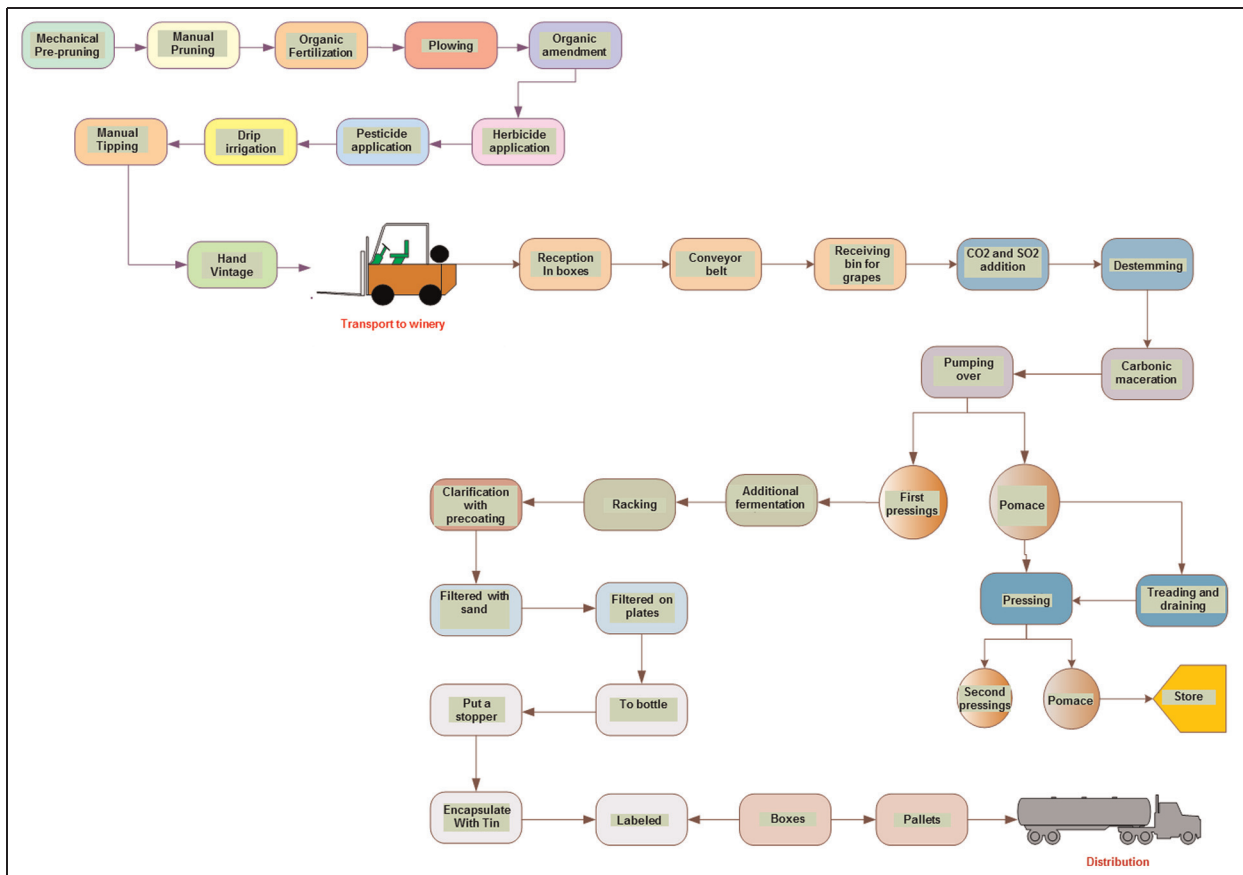 Mechanical
Pre-pruning
Manual
Pruning
Organic
Fertilization
Plowing
Organic
amendment
Manual
Tipping
Drip
irrigation
Pesticide
application
Herbicide
application
Hand
Vintage
Transport to winery
Reception
In boxes
Conveyor
belt
Receiving
bin for
grapes
CO2 and SO2
addition
Destemming
Pumping
over
Carbonic
maceration
Clarification
with
precoating
Racking
Additional
fermentation
First
pressings
Pomace
Filtered with
sand
Filtered on
plates
Pressing
Treading and
draining
Put a
stopper
To bottle
Second
pressings
Pomace
Store
Encapsulate
With Tin
Labeled
Boxes
Pallets
Distribution